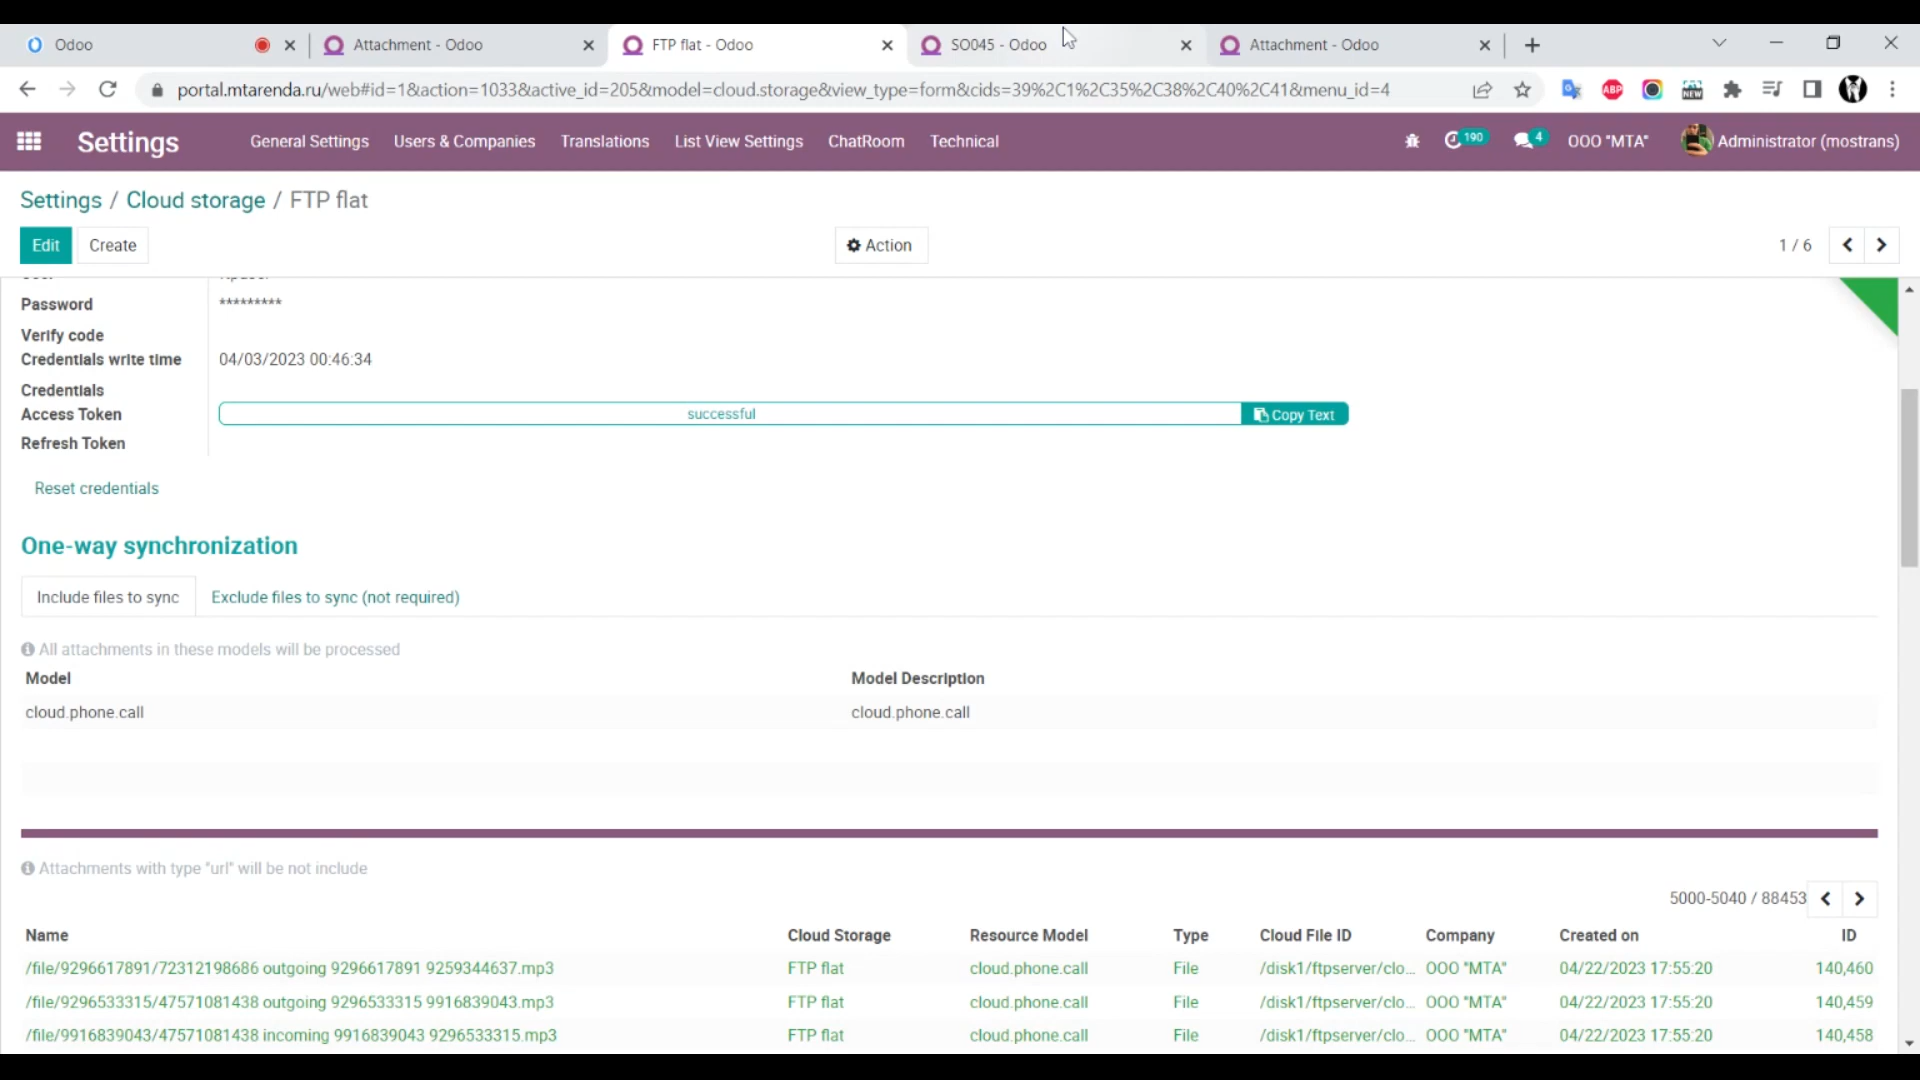 Odoo
Attachment - Odoo
FTP flat - Odoo
SO045 - Odoo
Attachment - Odoo
portal.mtarenda.ru/web#id=1&action=1033&active_id=205&model=cloud.storage&view_type=form&cids=39%2C1%2C35%2C38%2C40%2C41&menu_id=4
ABP
NEW
Settings
General Settings
Users & Companies
Translations
List View Settings
ChatRoom
Technical
190
4
OOO "MTA"
Administrator (mostrans)
Settings / Cloud storage / FTP flat
Edit
Create
Action
1 / 6
Password *********
Verify code
Credentials write time 04/03/2023 00:46:34
Credentials
Access Token successful Copy Text
Refresh Token
Reset credentials
One-way synchronization
Include files to sync
Exclude files to sync (not required)
All attachments in these models will be processed
Model Model Description
cloud.phone.call cloud.phone.call
Attachments with type "url" will be not include
5000-5040 / 88453
Name Cloud Storage Resource Model Type Cloud File ID Company Created on ID
/file/9296617891/72312198686 outgoing 9296617891 9259344637.mp3 FTP flat cloud.phone.call File /disk1/ftpserver/clo... OOO "MTA" 04/22/2023 17:55:20 140,460
/file/9296533315/47571081438 outgoing 9296533315 9916839043.mp3 FTP flat cloud.phone.call File /disk1/ftpserver/clo... OOO "MTA" 04/22/2023 17:55:20 140,459
/file/9916839043/47571081438 incoming 9916839043 9296533315.mp3 FTP flat cloud.phone.call File /disk1/ftpserver/clo... OOO "MTA" 04/22/2023 17:55:20 140,458